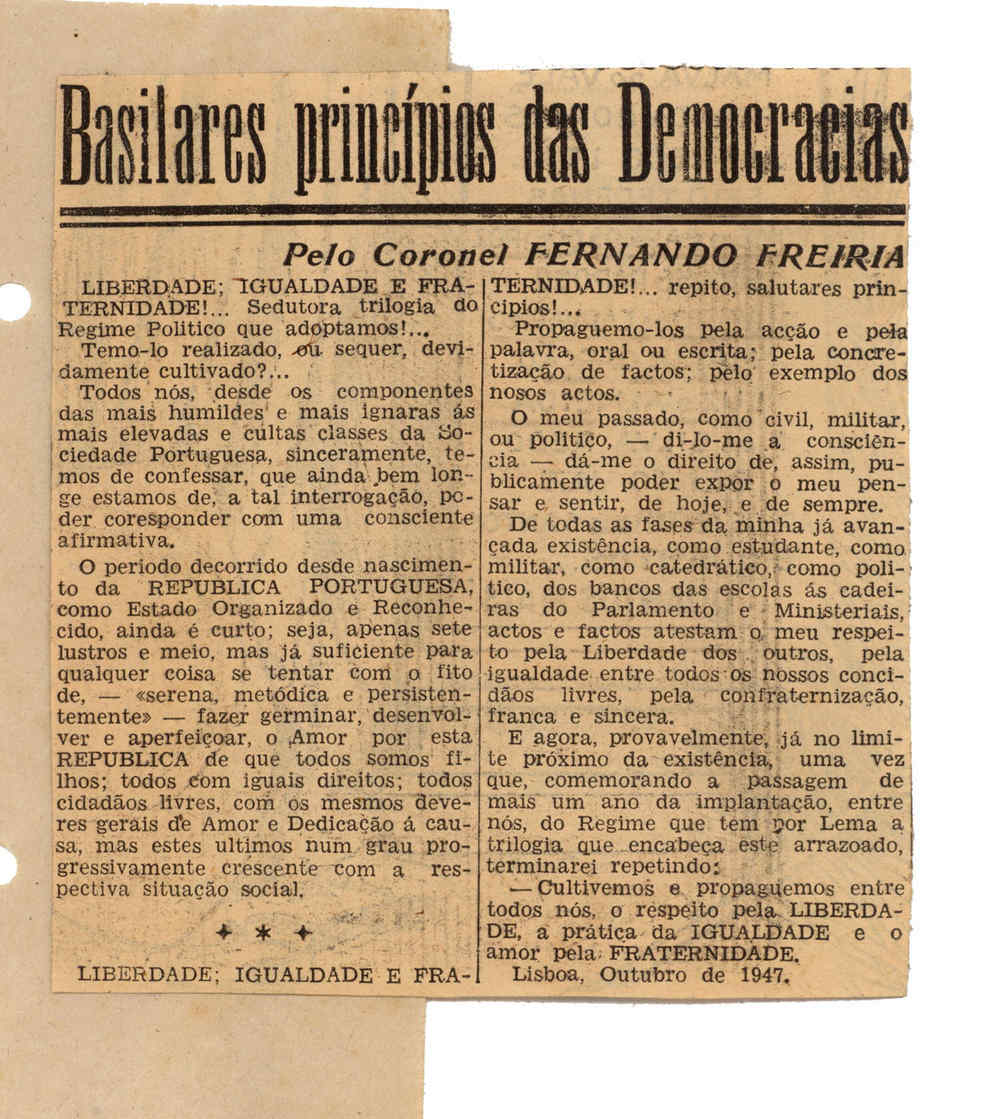 Basilares princípios das Democracias
Pelo Coronel FERNANDO FREIRIA
LIBERDADE; IGUALDADE E FRA-
TERNIDADE!... Sedutora trilogia do
Regime Politico que adoptamos!...
Temo-lo realizado, ou sequer, devi-
damente cultivado?...
Todos nós, desde os componentes
das mais humildes e mais ignaras ás
mais elevadas e cultas classes da So-
ciedade Portuguesa, sinceramente, te-
mos de confessar, que ainda bem lon-
ge estamos de, a tal interrogação, po-
der coresponder com uma consciente
afirmativa.
O periodo decorrido desde nascimen-
to da REPUBLICA PORTUGUESA,
como Estado Organizado e Reconhe-
cido, ainda é curto; seja, apenas sete
lustros e meio, mas já suficiente para
qualquer coisa se tentar com o fito
de, — «serena, metódica e persisten-
temente» — fazer germinar, desenvol-
ver e aperfeiçoar, o Amor por esta
REPUBLICA de que todos somos fi-
lhos; todos com iguais direitos; todos
cidadãos livres, com os mesmos deve-
res gerais de Amor e Dedicação á cau-
sa, mas estes ultimos num grau pro-
gressivamente crescente com a res-
pectiva situação social.
✦ * ✦
LIBERDADE; IGUALDADE E FRA-
TERNIDADE!... repito, salutares prin-
cipios!...
Propaguemo-los pela acção e pela
palavra, oral ou escrita; pela concre-
tização de factos; pelo exemplo dos
nosos actos.
O meu passado, como civil, militar,
ou politico, — di-lo-me a consciên-
cia — dá-me o direito de, assim, pu-
blicamente poder expor o meu pen-
sar e sentir, de hoje, e de sempre.
De todas as fases da minha já avan-
çada existência, como estudante, como
militar, como catedrático, como poli-
tico, dos bancos das escolas ás cadei-
ras do Parlamento e Ministeriais,
actos e factos atestam o meu respei-
to pela Liberdade dos outros, pela
igualdade entre todos os nossos conci-
dãos livres, pela confraternização,
franca e sincera.
E agora, provavelmente, já no limi-
te próximo da existência, uma vez
que, comemorando a passagem de
mais um ano da implantação, entre
nós, do Regime que tem por Lema a
trilogia que encabeça este arrazoado,
terminarei repetindo:
— Cultivemos e propaguemos entre
todos nós, o respeito pela LIBERDA-
DE, a prática da IGUALDADE e o
amor pela FRATERNIDADE.
Lisboa, Outubro de 1947.